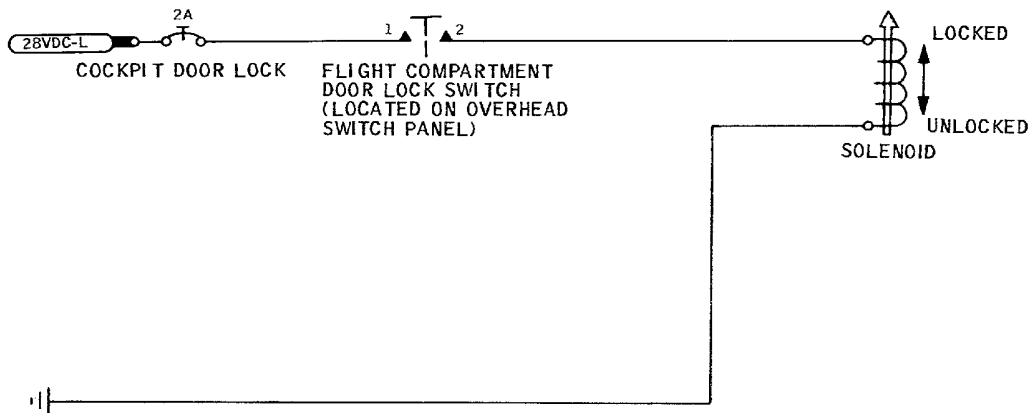 2A
28VDC-L
COCKPIT DOOR LOCK
1 2
FLIGHT COMPARTMENT
DOOR LOCK SWITCH
(LOCATED ON OVERHEAD
SWITCH PANEL)
LOCKED
UNLOCKED
SOLENOID